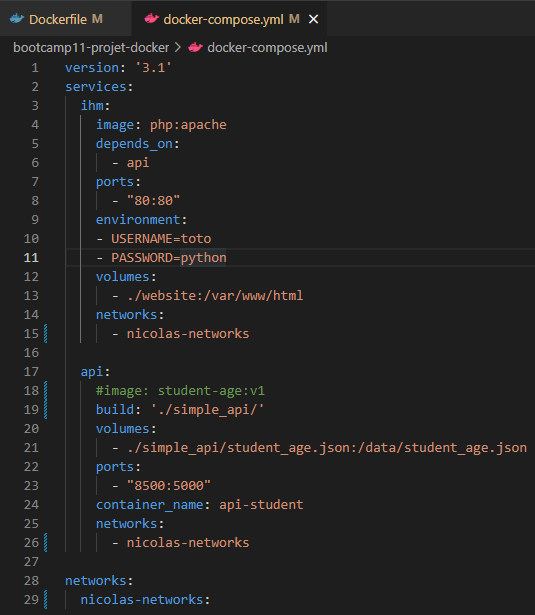 Dockerfile M docker-compose.yml M ×
bootcamp11-projet-docker > docker-compose.yml
1 version: '3.1'
2 services:
3   ihm:
4     image: php:apache
5     depends_on:
6       - api
7     ports:
8       - "80:80"
9     environment:
10     - USERNAME=toto
11     - PASSWORD=python
12     volumes:
13       - ./website:/var/www/html
14     networks:
15       - nicolas-networks
16
17   api:
18     #image: student-age:v1
19     build: './simple_api/'
20     volumes:
21       - ./simple_api/student_age.json:/data/student_age.json
22     ports:
23       - "8500:5000"
24     container_name: api-student
25     networks:
26       - nicolas-networks
27
28 networks:
29   nicolas-networks: